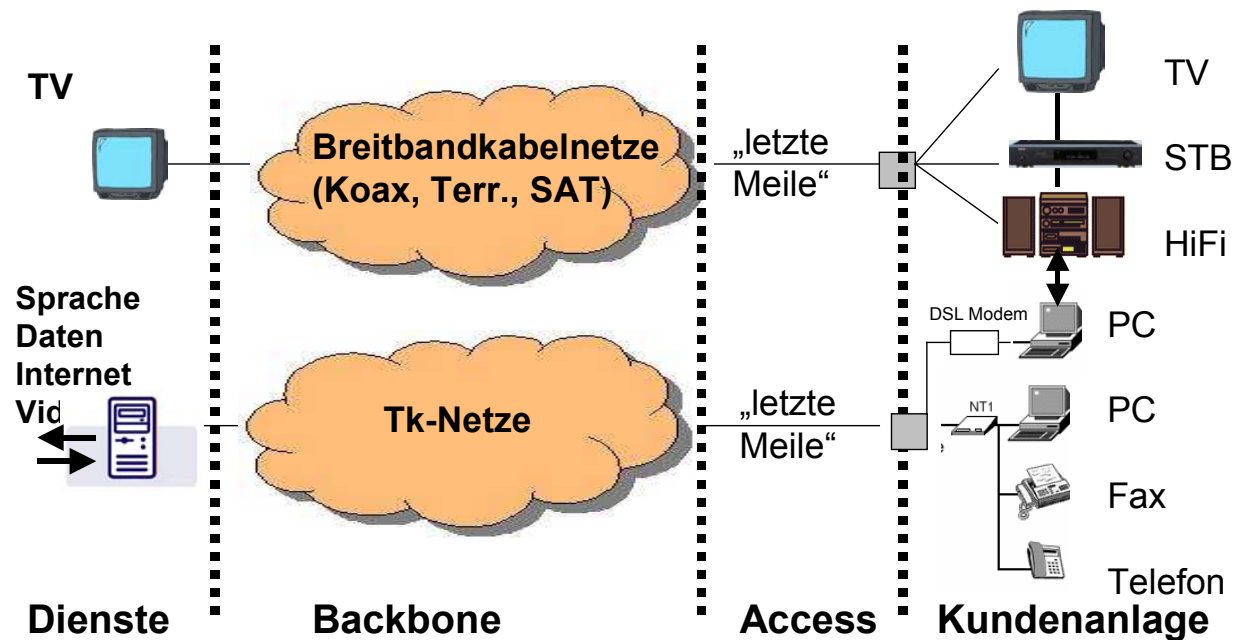 TV
Breitbandkabelnetze
(Koax, Terr., SAT)
„letzte
Meile“
TV
STB
HiFi
Sprache
Daten
Internet
Vid
Tk-Netze
„letzte
Meile“
DSL Modem
PC
NT1
PC
Fax
Telefon
Dienste
Backbone
Access
Kundenanlage